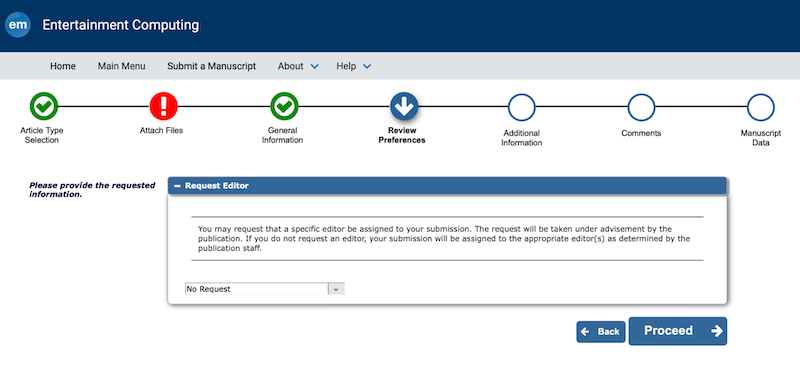 em Entertainment Computing
Home Main Menu Submit a Manuscript About Help
Article Type Selection
Attach Files
General Information
Review Preferences
Additional Information
Comments
Manuscript Data
Please provide the requested
information.
Request Editor
You may request that a specific editor be assigned to your submission. The request will be taken under advisement by the
publication. If you do not request an editor, your submission will be assigned to the appropriate editor(s) as determined by the
publication staff.
No Request
Back Proceed